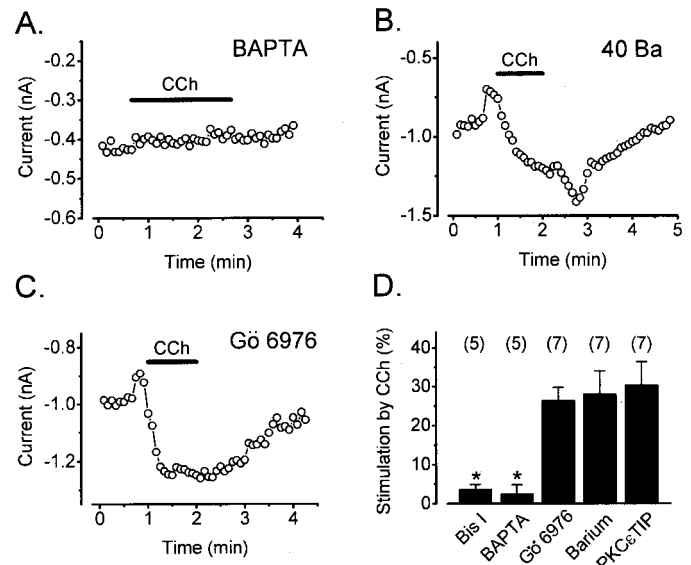 A.
BAPTA
CCh
Current (nA)
-0.2
-0.3
-0.4
-0.5
-0.6
0 1 2 3 4
Time (min)
B.
40 Ba
CCh
Current (nA)
-0.5
-1.0
-1.5
0 1 2 3 4 5
Time (min)
C.
Gö 6976
CCh
Current (nA)
-0.8
-1.0
-1.2
0 1 2 3 4
Time (min)
D.
Stimulation by CCh (%)
40
30
20
10
0
(5) (5) (7) (7) (7)
* *
Bis I
BAPTA
Gö 6976
Barium
PKCεTIP